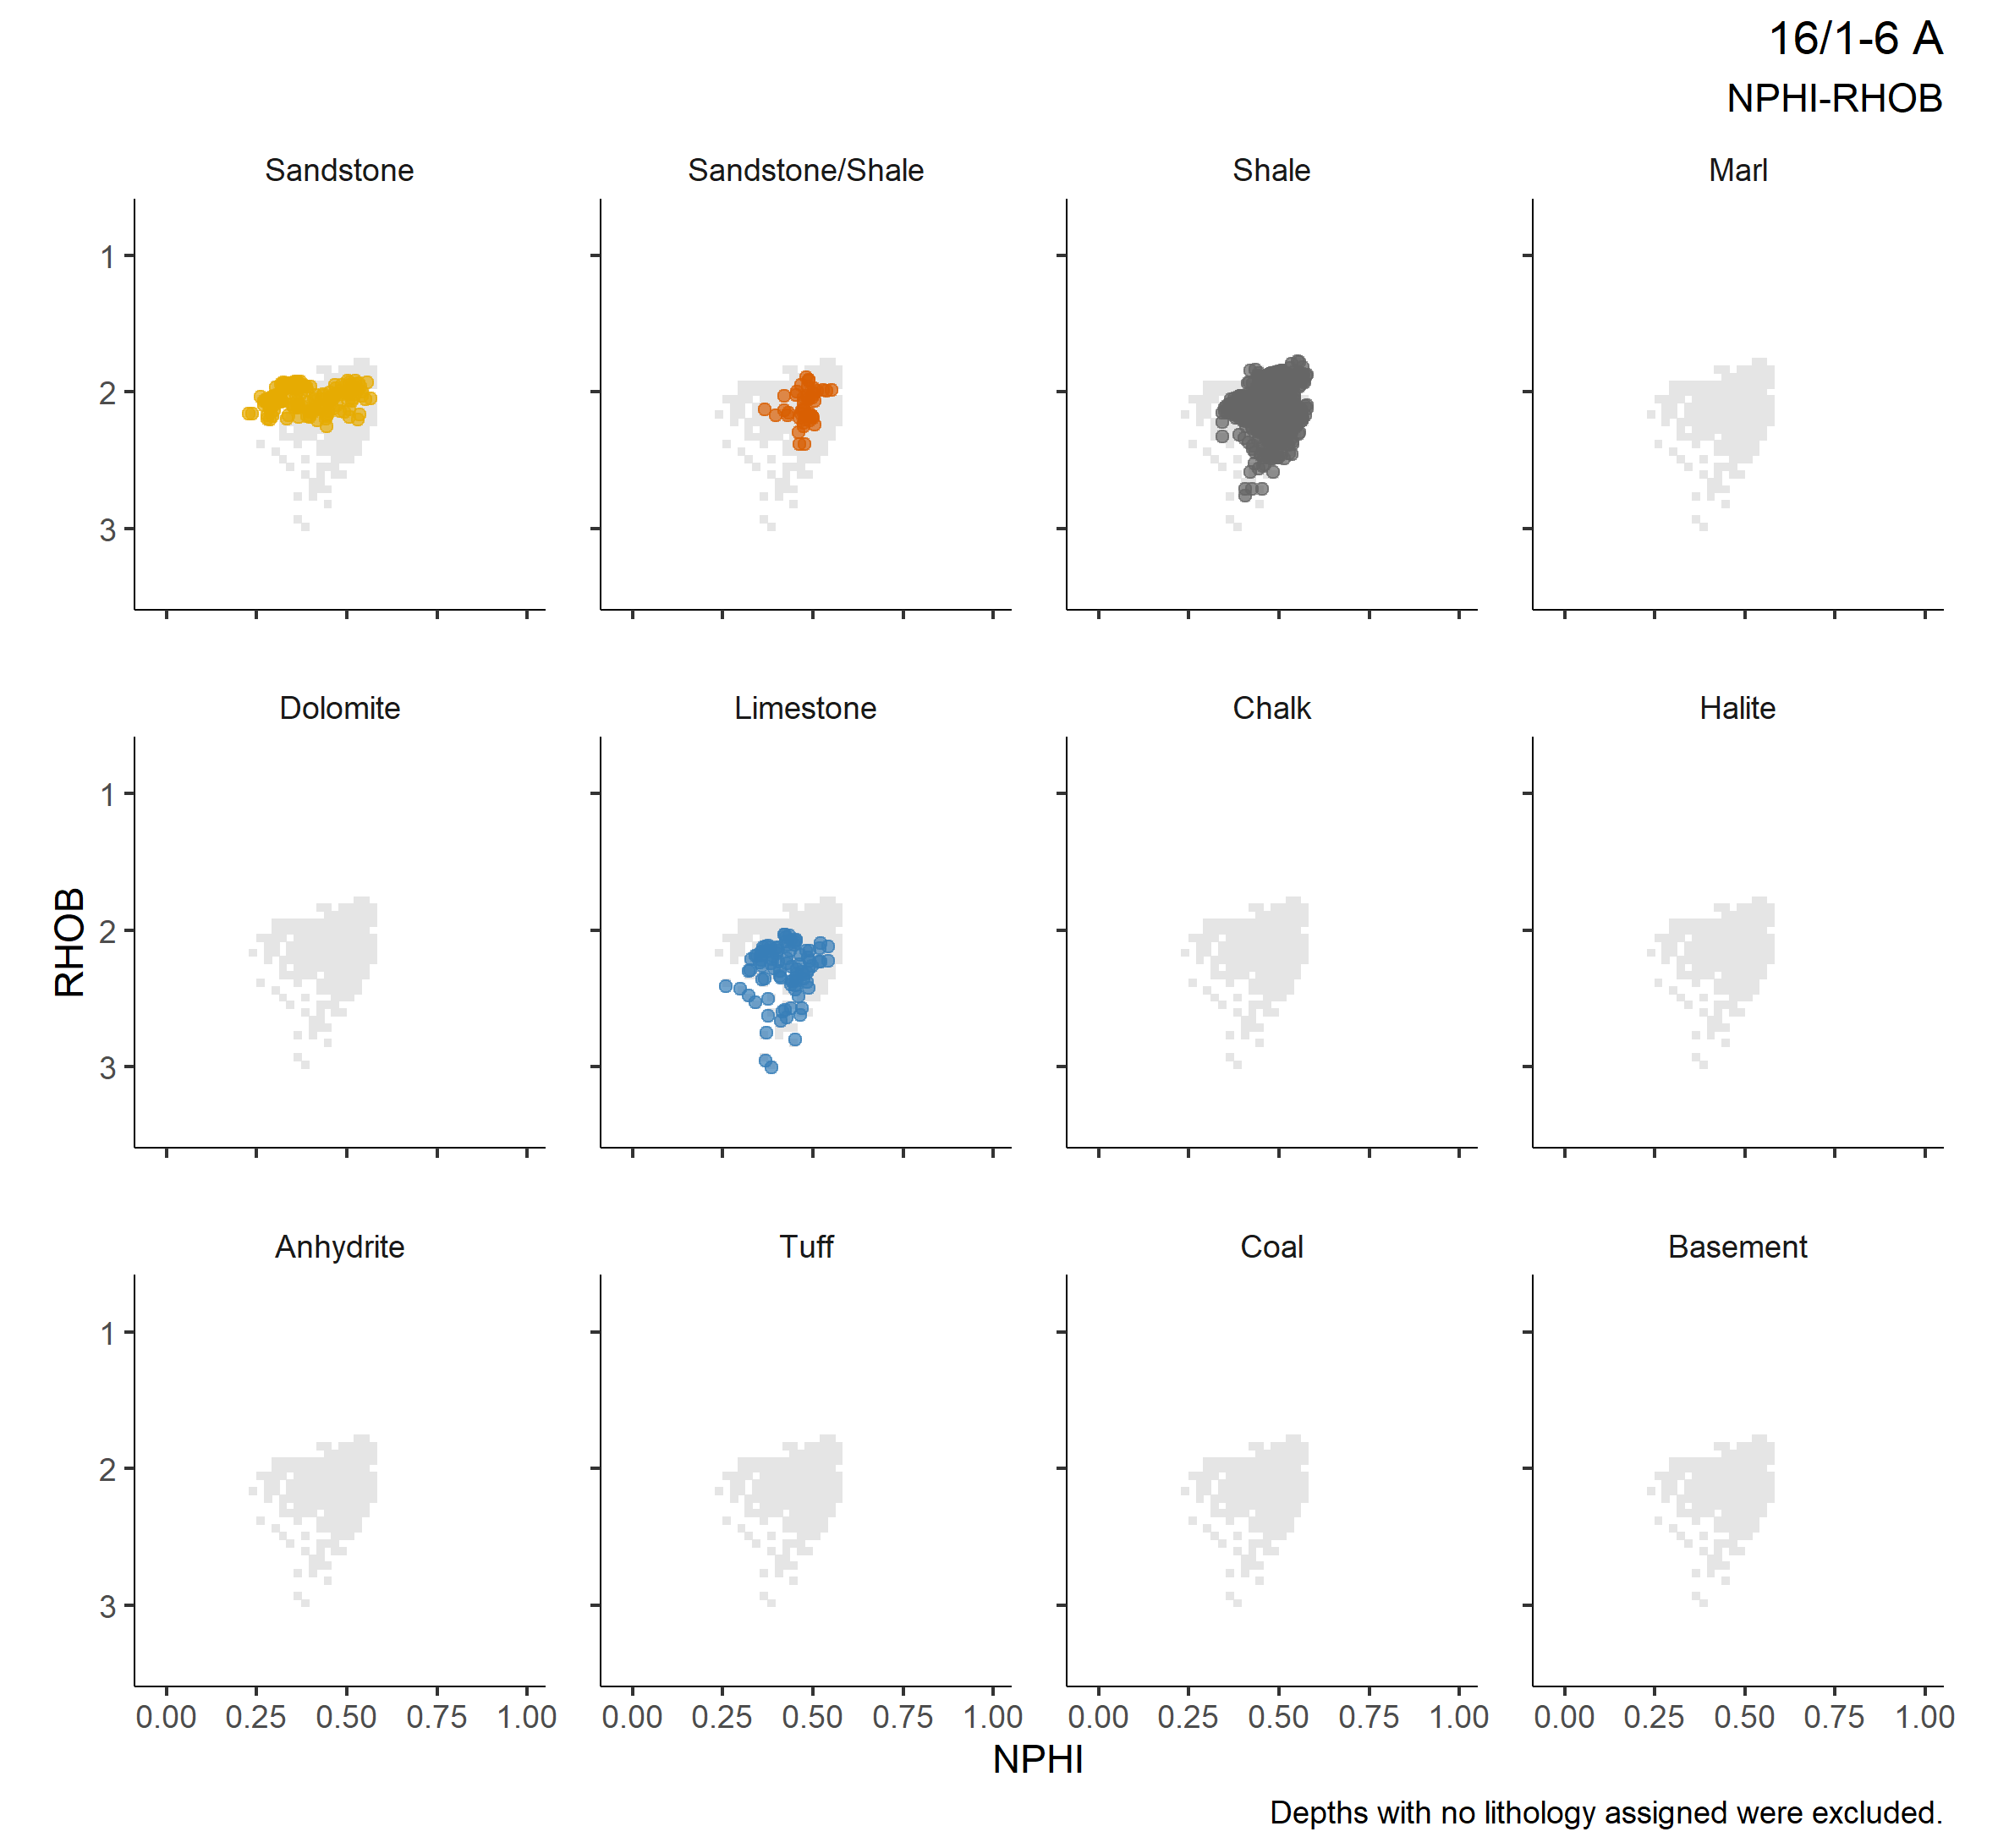 16/1-6 A
NPHI-RHOB
Sandstone
Sandstone/Shale
Shale
Marl
1
2
3
Dolomite
Limestone
Chalk
Halite
RHOB
1
2
3
Anhydrite
Tuff
Coal
Basement
1
2
3
0.00 0.25 0.50 0.75 1.00
0.00 0.25 0.50 0.75 1.00
0.00 0.25 0.50 0.75 1.00
0.00 0.25 0.50 0.75 1.00
NPHI
Depths with no lithology assigned were excluded.